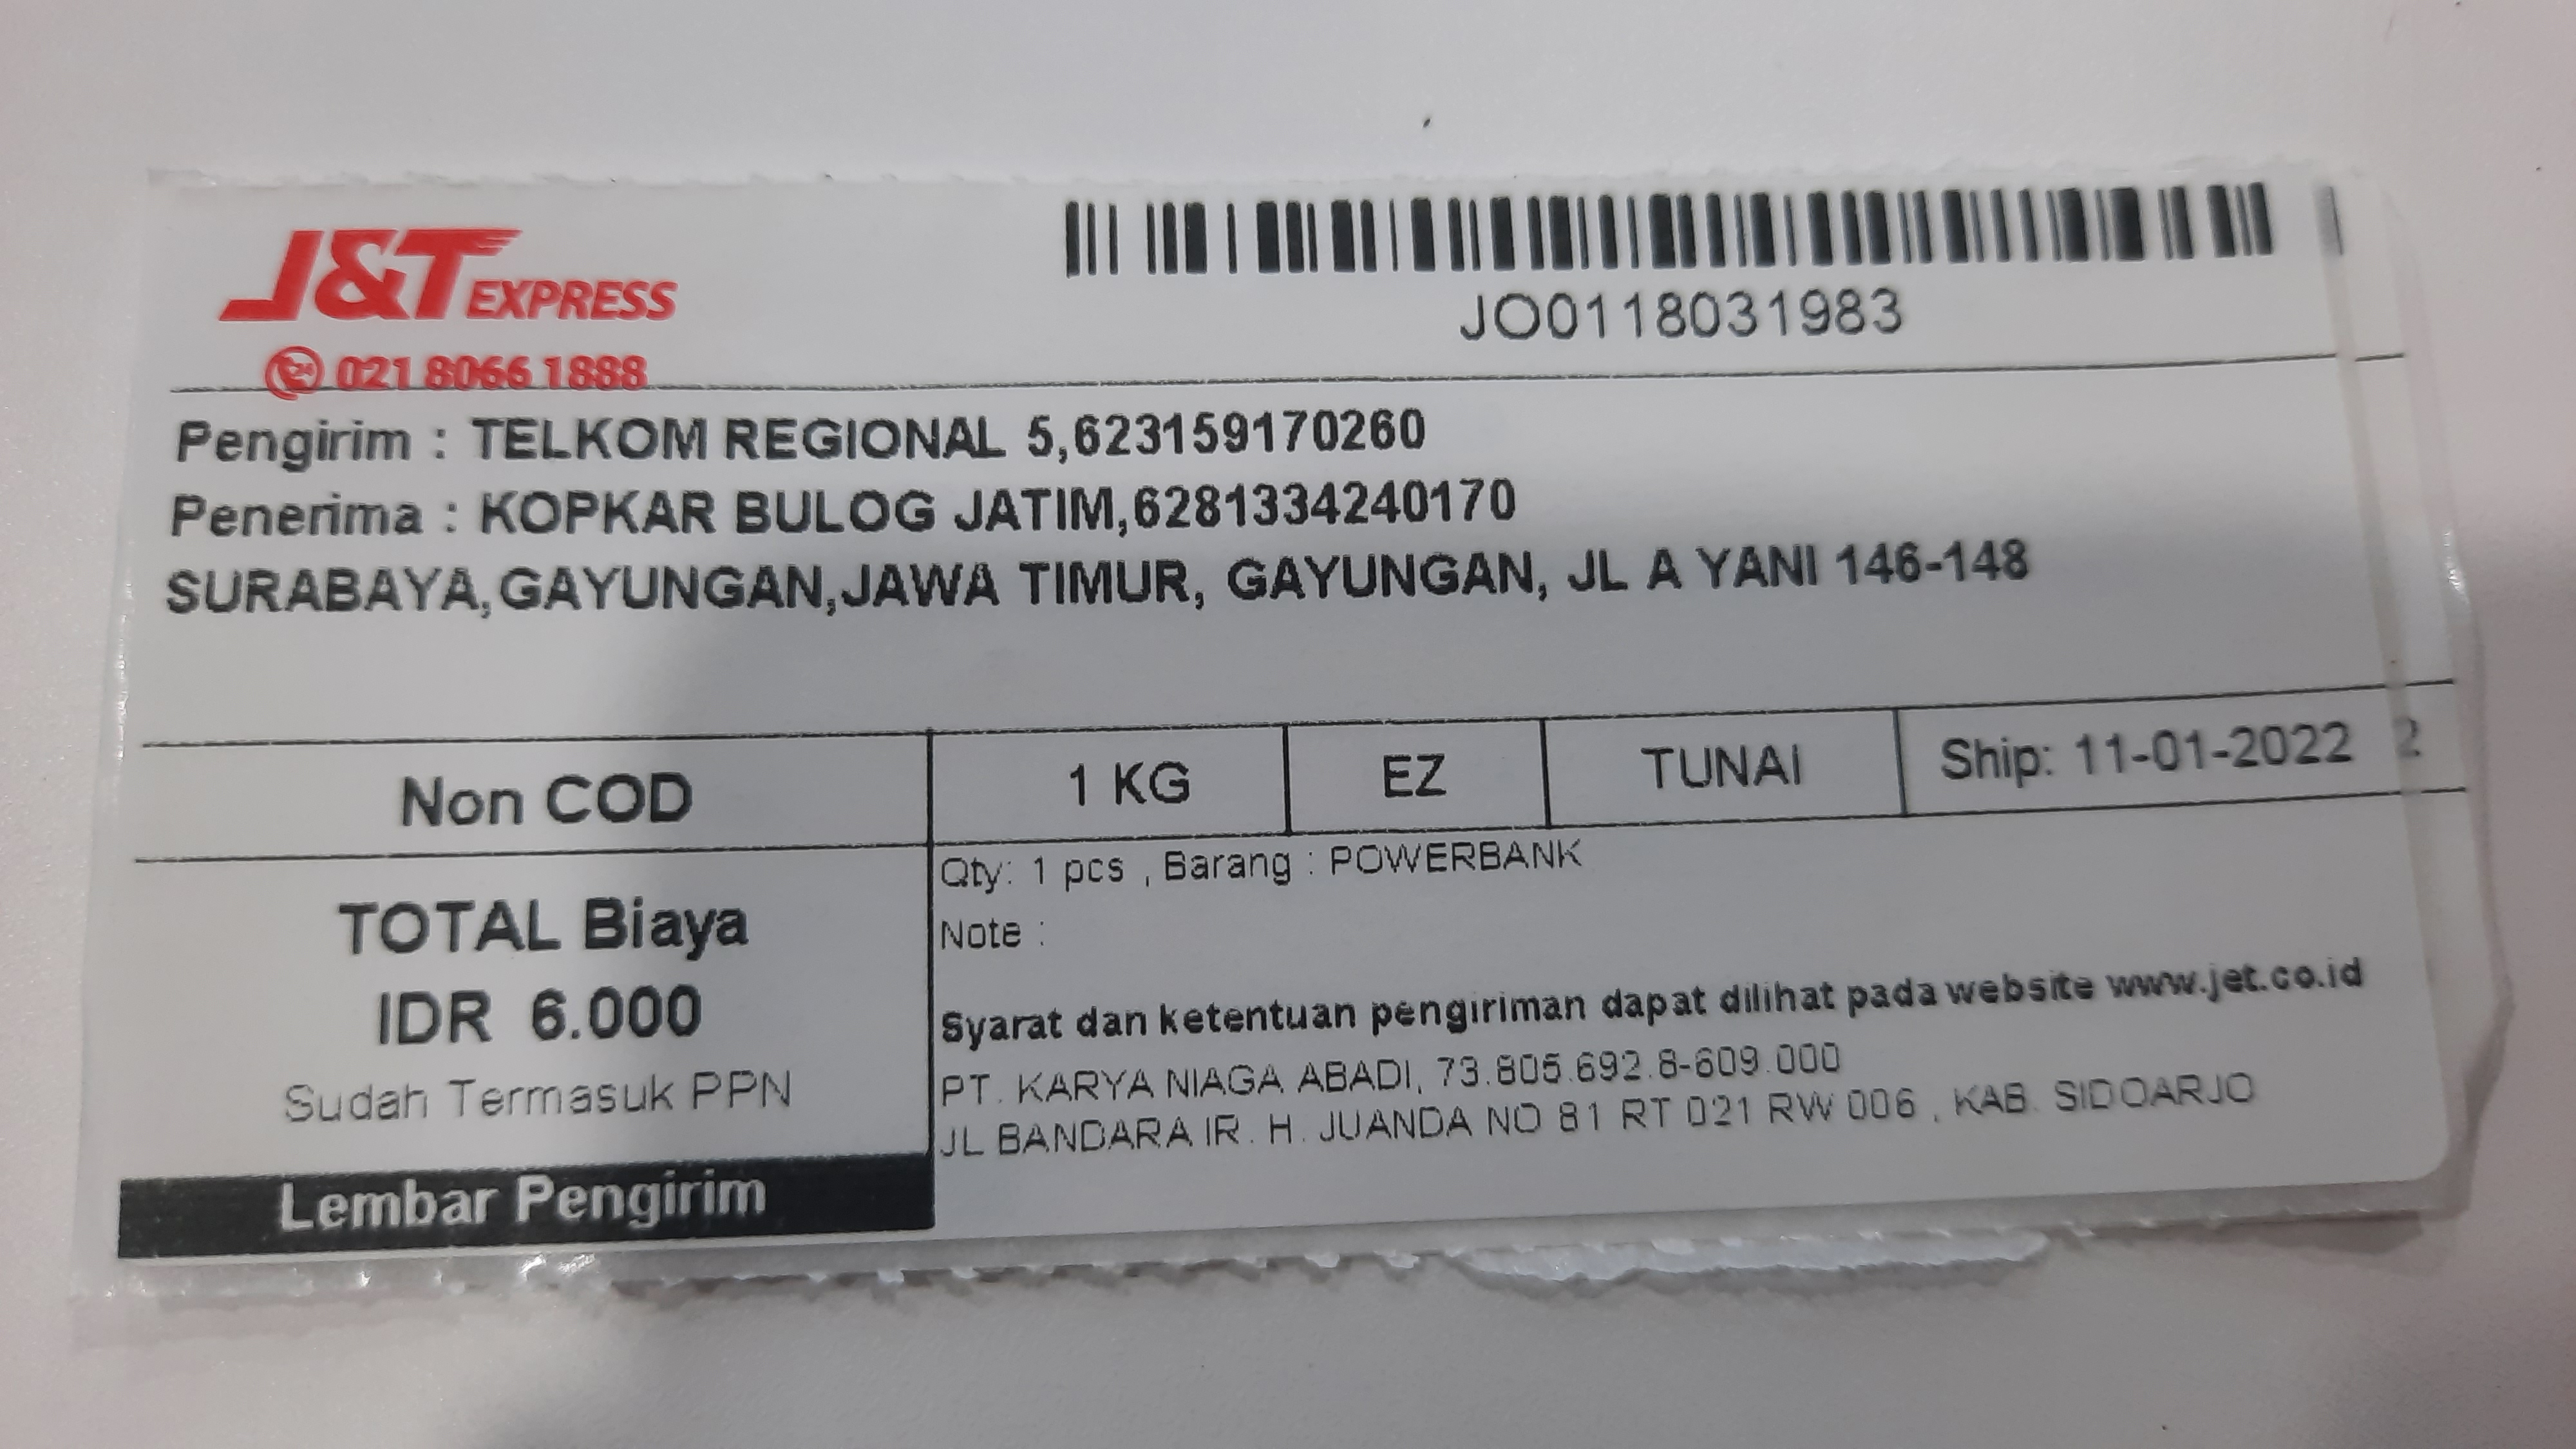 J&T EXPRESS
021 8066 1888
JO0118031983
Pengirim : TELKOM REGIONAL 5,623159170260
Penerima : KOPKAR BULOG JATIM,6281334240170
SURABAYA,GAYUNGAN,JAWA TIMUR, GAYUNGAN, JL A YANI 146-148
Non COD 1 KG EZ TUNAI Ship: 11-01-2022 2
TOTAL Biaya
IDR 6.000
Sudah Termasuk PPN
Lembar Pengirim
Qty: 1 pcs , Barang : POWERBANK
Note :
Syarat dan ketentuan pengiriman dapat dilihat pada website www.jet.co.id
PT. KARYA NIAGA ABADI, 73.605.692.8-609.000
JL BANDARA IR. H. JUANDA NO 81 RT 021 RW 006 , KAB. SIDOARJO